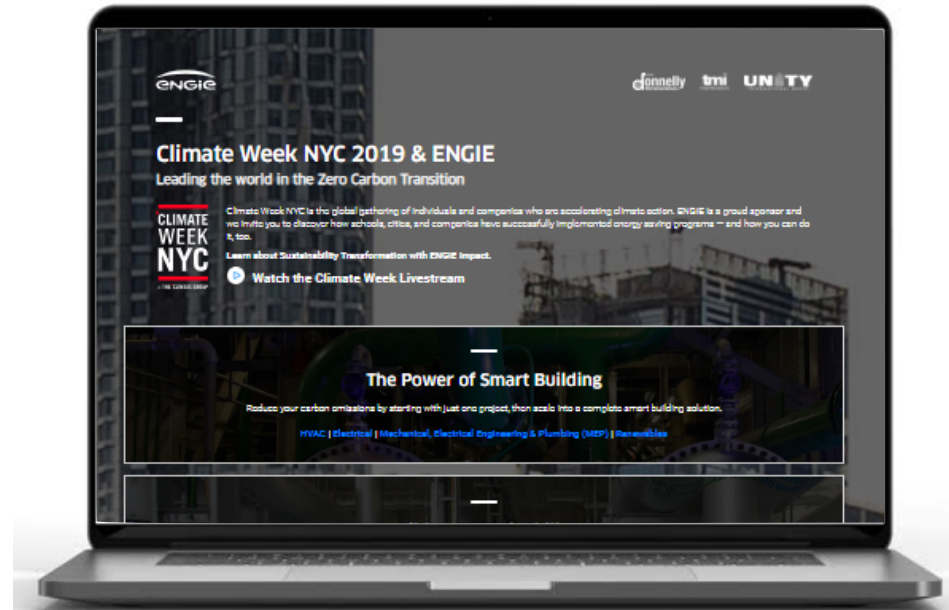 ENGIE
donnelly tmi UNITY
Climate Week NYC 2019 & ENGIE
Leading the world in the Zero Carbon Transition
CLIMATE
WEEK
NYC
Climate Week NYC is the global gathering of individuals and companies who are accelerating climate action. ENGIE is a proud sponsor and
we invite you to discover how schools, cities, and companies have successfully implemented energy saving programs — and how you can do
it, too.
Learn about Sustainability Transformation with ENGIE Impact.
Watch the Climate Week Livestream
The Power of Smart Building
Reduce your carbon emissions by starting with just one project, then scale into a complete smart building solution.
HVAC | Electrical | Mechanical, Electrical Engineering & Plumbing (MEP) | Renewables